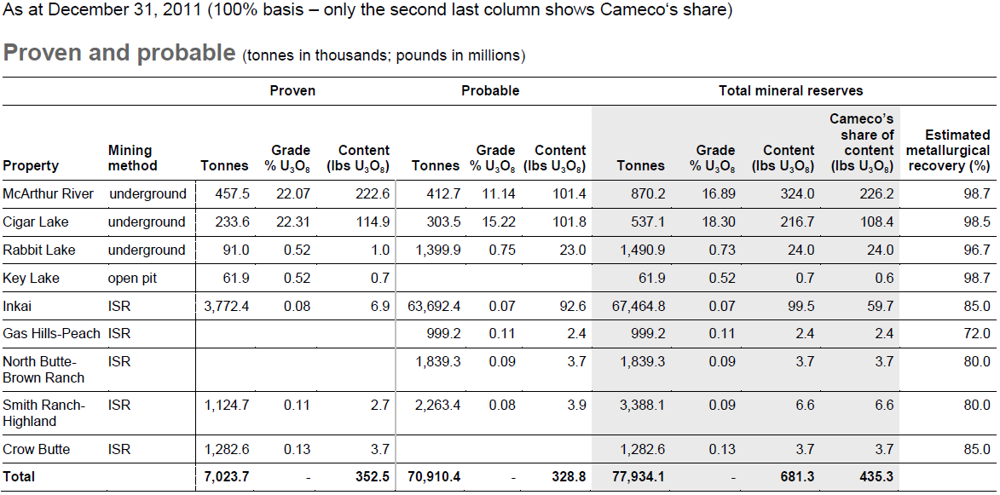 As at December 31, 2011 (100% basis – only the second last column shows Cameco‘s share)
Proven and probable (tonnes in thousands; pounds in millions)
Proven Probable Total mineral reserves
Property Mining method Tonnes Grade % U₃O₈ Content (lbs U₃O₈) Tonnes Grade % U₃O₈ Content (lbs U₃O₈) Tonnes Grade % U₃O₈ Content (lbs U₃O₈) Cameco’s share of content (lbs U₃O₈) Estimated metallurgical recovery (%)
McArthur River underground 457.5 22.07 222.6 412.7 11.14 101.4 870.2 16.89 324.0 226.2 98.7
Cigar Lake underground 233.6 22.31 114.9 303.5 15.22 101.8 537.1 18.30 216.7 108.4 98.5
Rabbit Lake underground 91.0 0.52 1.0 1,399.9 0.75 23.0 1,490.9 0.73 24.0 24.0 96.7
Key Lake open pit 61.9 0.52 0.7 61.9 0.52 0.7 0.6 98.7
Inkai ISR 3,772.4 0.08 6.9 63,692.4 0.07 92.6 67,464.8 0.07 99.5 59.7 85.0
Gas Hills-Peach ISR 999.2 0.11 2.4 999.2 0.11 2.4 2.4 72.0
North Butte-Brown Ranch ISR 1,839.3 0.09 3.7 1,839.3 0.09 3.7 3.7 80.0
Smith Ranch-Highland ISR 1,124.7 0.11 2.7 2,263.4 0.08 3.9 3,388.1 0.09 6.6 6.6 80.0
Crow Butte ISR 1,282.6 0.13 3.7 1,282.6 0.13 3.7 3.7 85.0
Total 7,023.7 - 352.5 70,910.4 - 328.8 77,934.1 - 681.3 435.3